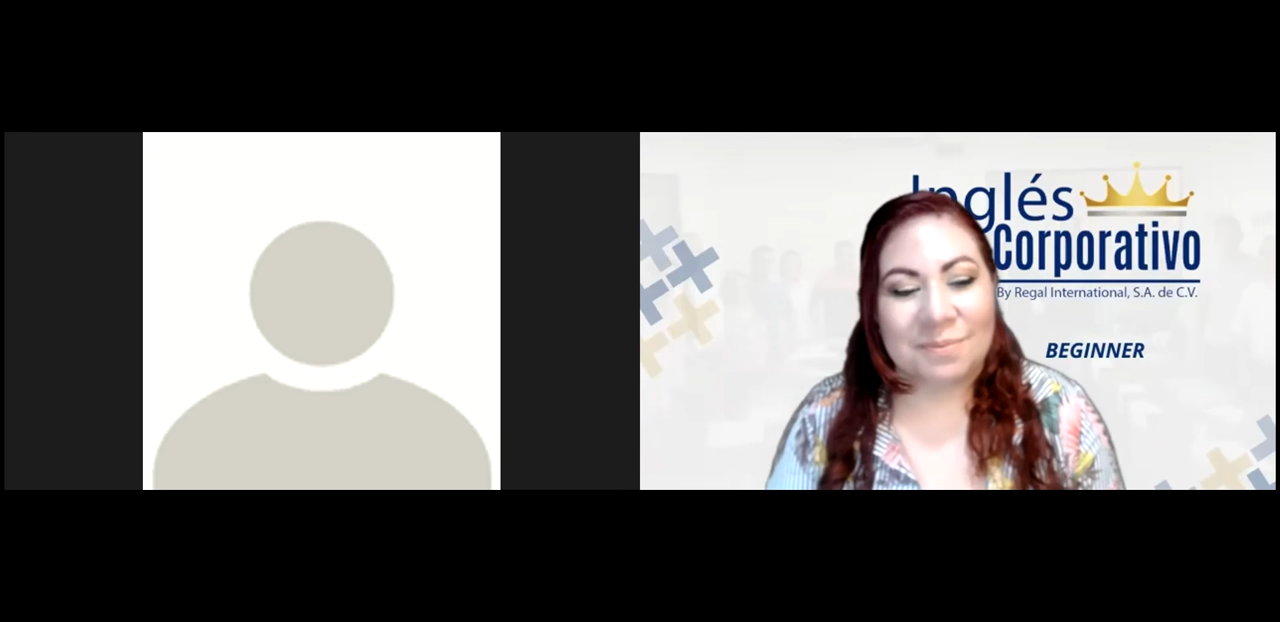 Inglés
Corporativo
By Regal International, S.A. de C.V.
BEGINNER